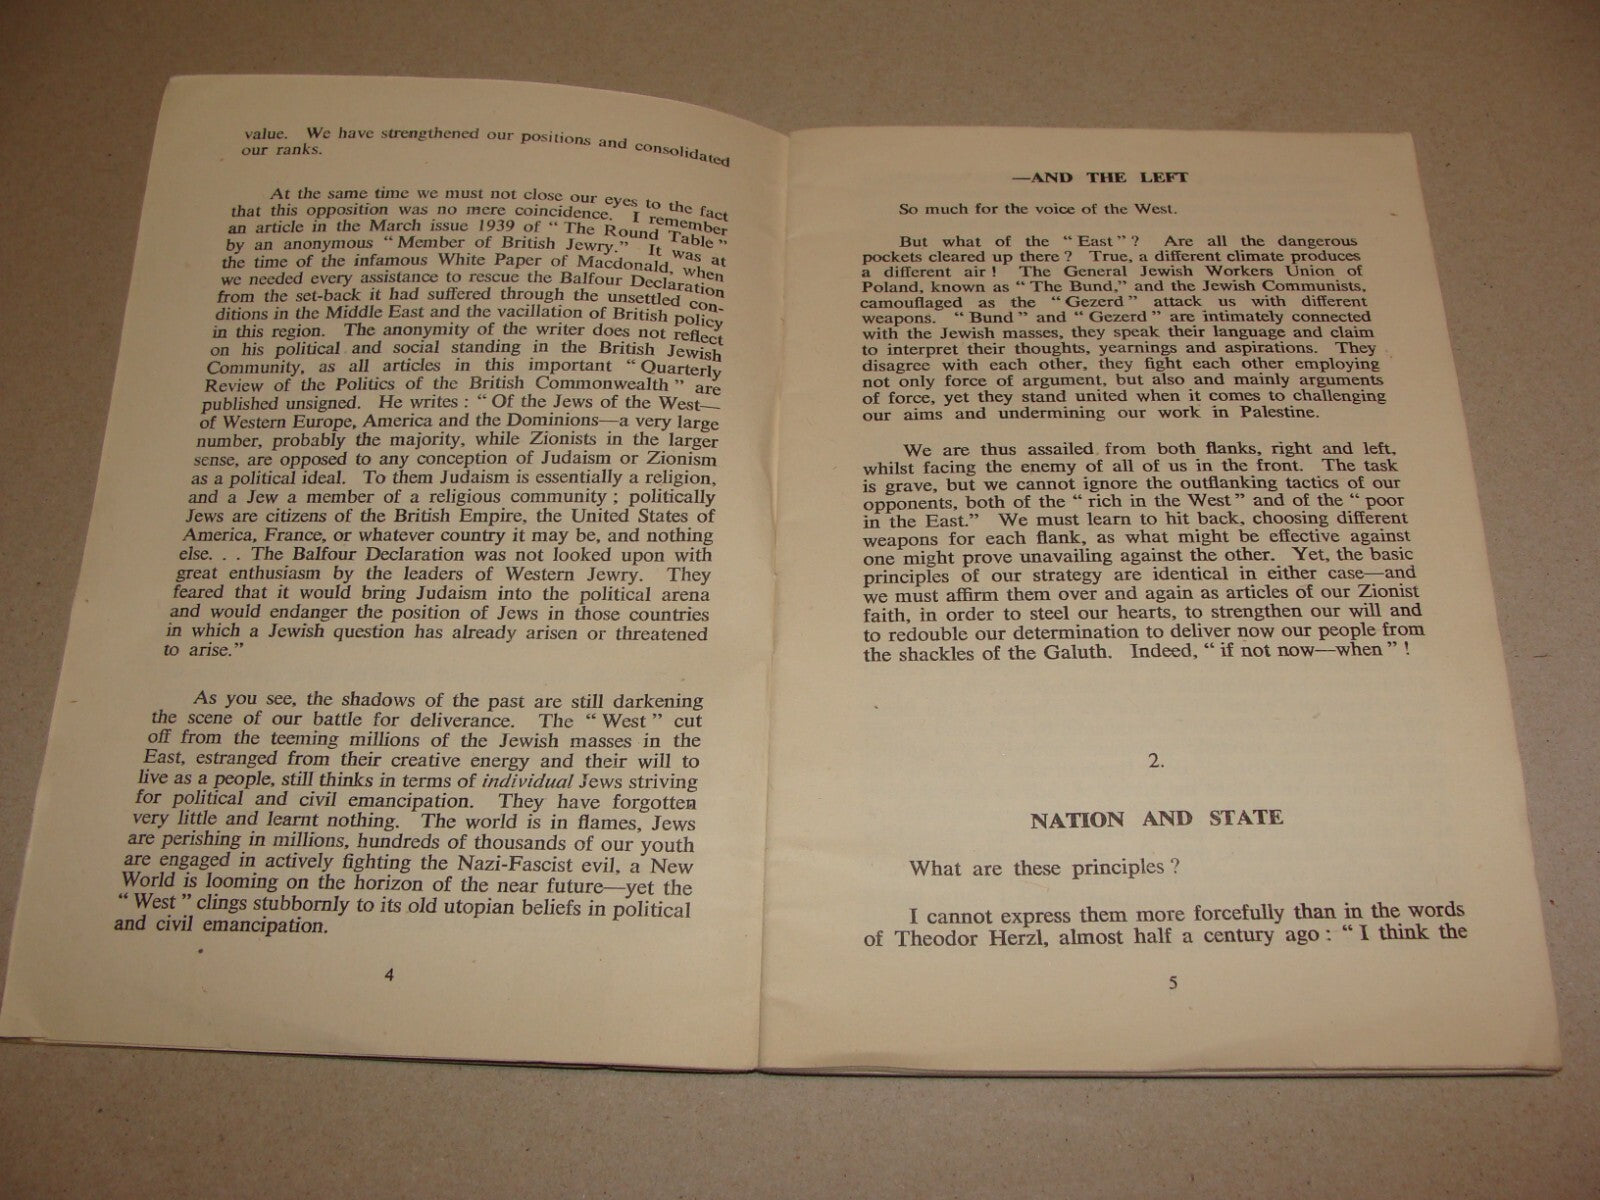 value. We have strengthened our positions and consolidated
our ranks.
At the same time we must not close our eyes to the fact
that this opposition was no mere coincidence. I remember
an article in the March issue 1939 of “ The Round Table ”
by an anonymous “ Member of British Jewry.” It was at
the time of the infamous White Paper of Macdonald, when
we needed every assistance to rescue the Balfour Declaration
from the set-back it had suffered through the unsettled con-
ditions in the Middle East and the vacillation of British policy
in this region. The anonymity of the writer does not reflect
on his political and social standing in the British Jewish
Community, as all articles in this important “ Quarterly
Review of the Politics of the British Commonwealth ” are
published unsigned. He writes : “ Of the Jews of the West—
of Western Europe, America and the Dominions—a very large
number, probably the majority, while Zionists in the larger
sense, are opposed to any conception of Judaism or Zionism
as a political ideal. To them Judaism is essentially a religion,
and a Jew a member of a religious community ; politically
Jews are citizens of the British Empire, the United States of
America, France, or whatever country it may be, and nothing
else. . . The Balfour Declaration was not looked upon with
great enthusiasm by the leaders of Western Jewry. They
feared that it would bring Judaism into the political arena
and would endanger the position of Jews in those countries
in which a Jewish question has already arisen or threatened
to arise.”
As you see, the shadows of the past are still darkening
the scene of our battle for deliverance. The “ West ” cut
off from the teeming millions of the Jewish masses in the
East, estranged from their creative energy and their will to
live as a people, still thinks in terms of individual Jews striving
for political and civil emancipation. They have forgotten
very little and learnt nothing. The world is in flames, Jews
are perishing in millions, hundreds of thousands of our youth
are engaged in actively fighting the Nazi-Fascist evil, a New
World is looming on the horizon of the near future—yet the
“ West ” clings stubbornly to its old utopian beliefs in political
and civil emancipation.
4
—AND THE LEFT
So much for the voice of the West.
But what of the “ East ” ? Are all the dangerous
pockets cleared up there ? True, a different climate produces
a different air ! The General Jewish Workers Union of
Poland, known as “ The Bund,” and the Jewish Communists,
camouflaged as the “ Gezerd ” attack us with different
weapons. “ Bund ” and “ Gezerd ” are intimately connected
with the Jewish masses, they speak their language and claim
to interpret their thoughts, yearnings and aspirations. They
disagree with each other, they fight each other employing
not only force of argument, but also and mainly arguments
of force, yet they stand united when it comes to challenging
our aims and undermining our work in Palestine.
We are thus assailed from both flanks, right and left,
whilst facing the enemy of all of us in the front. The task
is grave, but we cannot ignore the outflanking tactics of our
opponents, both of the “ rich in the West ” and of the “ poor
in the East.” We must learn to hit back, choosing different
weapons for each flank, as what might be effective against
one might prove unavailing against the other. Yet, the basic
principles of our strategy are identical in either case—and
we must affirm them over and again as articles of our Zionist
faith, in order to steel our hearts, to strengthen our will and
to redouble our determination to deliver now our people from
the shackles of the Galuth. Indeed, “ if not now—when ” !
2.
NATION AND STATE
What are these principles ?
I cannot express them more forcefully than in the words
of Theodor Herzl, almost half a century ago : “ I think the
5